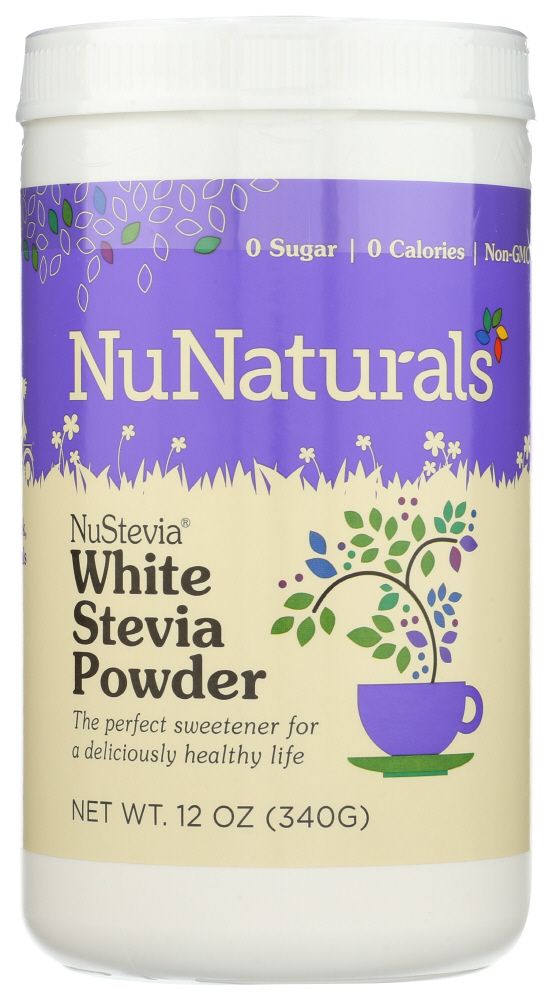 0 Sugar | 0 Calories | Non-GMO
NuNaturals
NuStevia®
White
Stevia
Powder
The perfect sweetener for
a deliciously healthy life
NET WT. 12 OZ (340G)